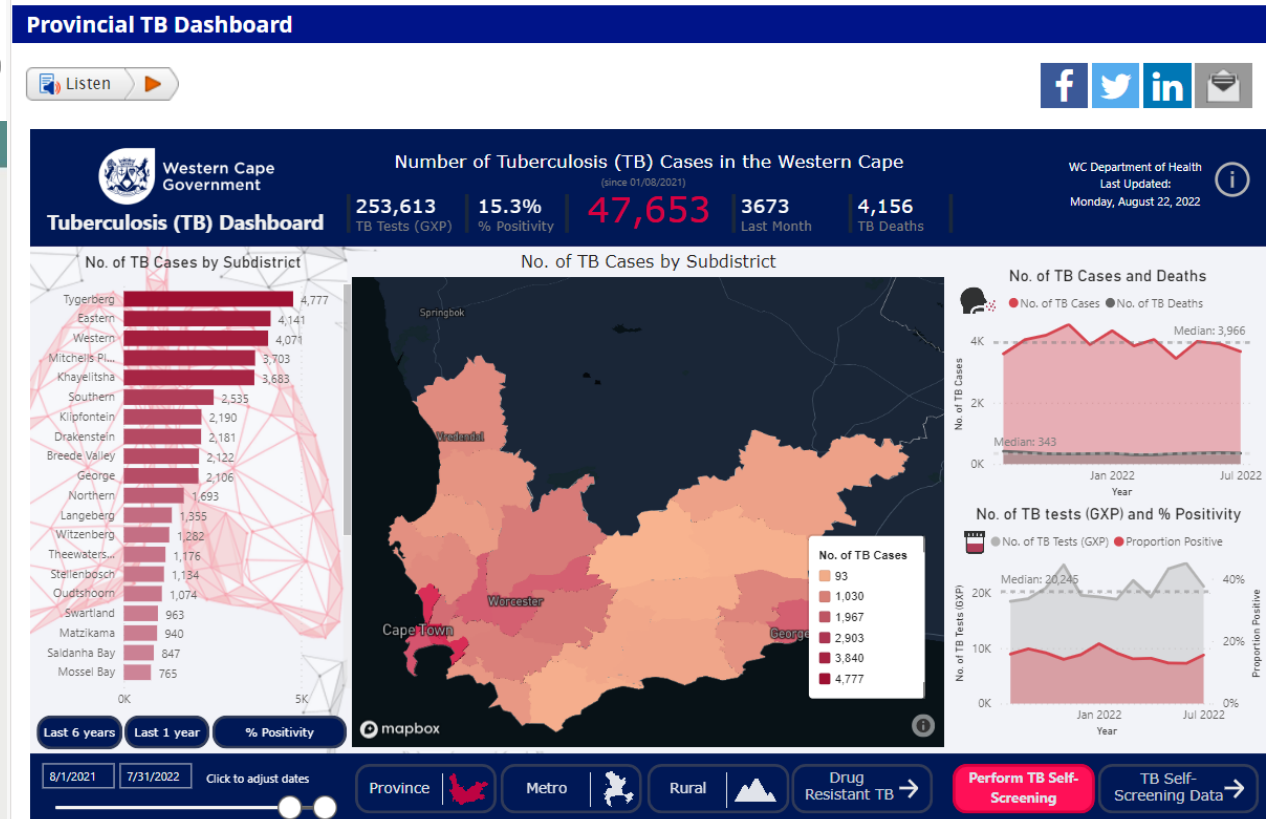 Provincial TB Dashboard
Listen
Western Cape
Government
Tuberculosis (TB) Dashboard
Number of Tuberculosis (TB) Cases in the Western Cape
(since 01/08/2021)
253,613
TB Tests (GXP)
15.3%
% Positivity
47,653
3673
Last Month
4,156
TB Deaths
WC Department of Health
Last Updated:
Monday, August 22, 2022
No. of TB Cases by Subdistrict
Tygerberg 4,777
Eastern 4,141
Western 4,071
Mitchells Pl... 3,703
Khayelitsha 3,683
Southern 2,535
Klipfontein 2,190
Drakenstein 2,181
Breede Valley 2,122
George 2,106
Northern 1,693
Langeberg 1,355
Witzenberg 1,282
Theewaters... 1,176
Stellenbosch 1,134
Oudtshoorn 1,074
Swartland 963
Matzikama 940
Saldanha Bay 847
Mossel Bay 765
0K 5K
Last 6 years
Last 1 year
% Positivity
No. of TB Cases by Subdistrict
Springbok
Vredendal
Worcester
Cape Town
George
No. of TB Cases
93
1,030
1,967
2,903
3,840
4,777
mapbox
No. of TB Cases and Deaths
No. of TB Cases No. of TB Deaths
Median: 3,966
4K
2K
Median: 343
0K
No. of TB Cases
Jan 2022 Jul 2022
Year
No. of TB tests (GXP) and % Positivity
No. of TB Tests (GXP) Proportion Positive
Median: 20,245
20K
10K
0K
No. of TB Tests (GXP)
40%
20%
0%
Proportion Positive
Jan 2022 Jul 2022
Year
8/1/2021
7/31/2022
Click to adjust dates
Province
Metro
Rural
Drug
Resistant TB
Perform TB Self-
Screening
TB Self-
Screening Data